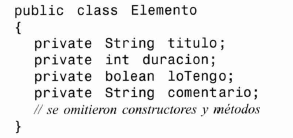 public class Elemento
{
private String titulo;
private int duracion;
private bolean loTengo;
private String comentario;
// se omitieron constructores y métodos
}